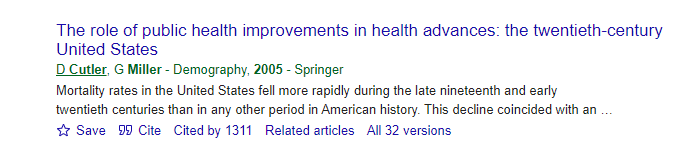 The role of public health improvements in health advances: the twentieth-century
United States
D Cutler, G Miller - Demography, 2005 - Springer
Mortality rates in the United States fell more rapidly during the late nineteenth and early
twentieth centuries than in any other period in American history. This decline coincided with an …
Save Cite Cited by 1311 Related articles All 32 versions